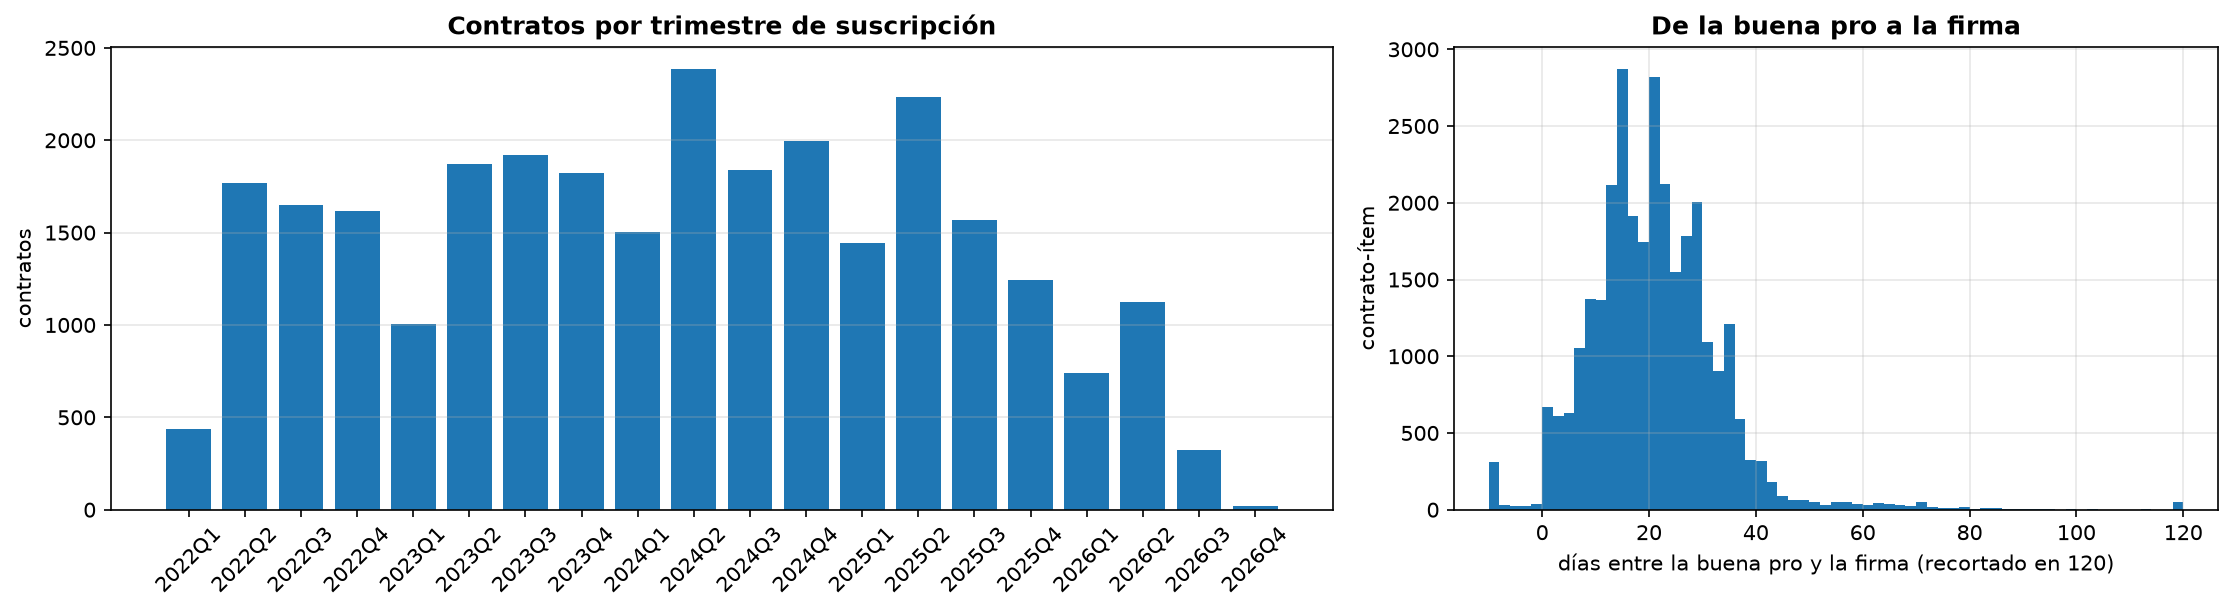 Contratos por trimestre de suscripción
2500
2000
1500
1000
500
0
contratos
2022Q1
2022Q2
2022Q3
2022Q4
2023Q1
2023Q2
2023Q3
2023Q4
2024Q1
2024Q2
2024Q3
2024Q4
2025Q1
2025Q2
2025Q3
2025Q4
2026Q1
2026Q2
2026Q3
2026Q4
De la buena pro a la firma
3000
2500
2000
1500
1000
500
0
contrato-ítem
0
20
40
60
80
100
120
días entre la buena pro y la firma (recortado en 120)